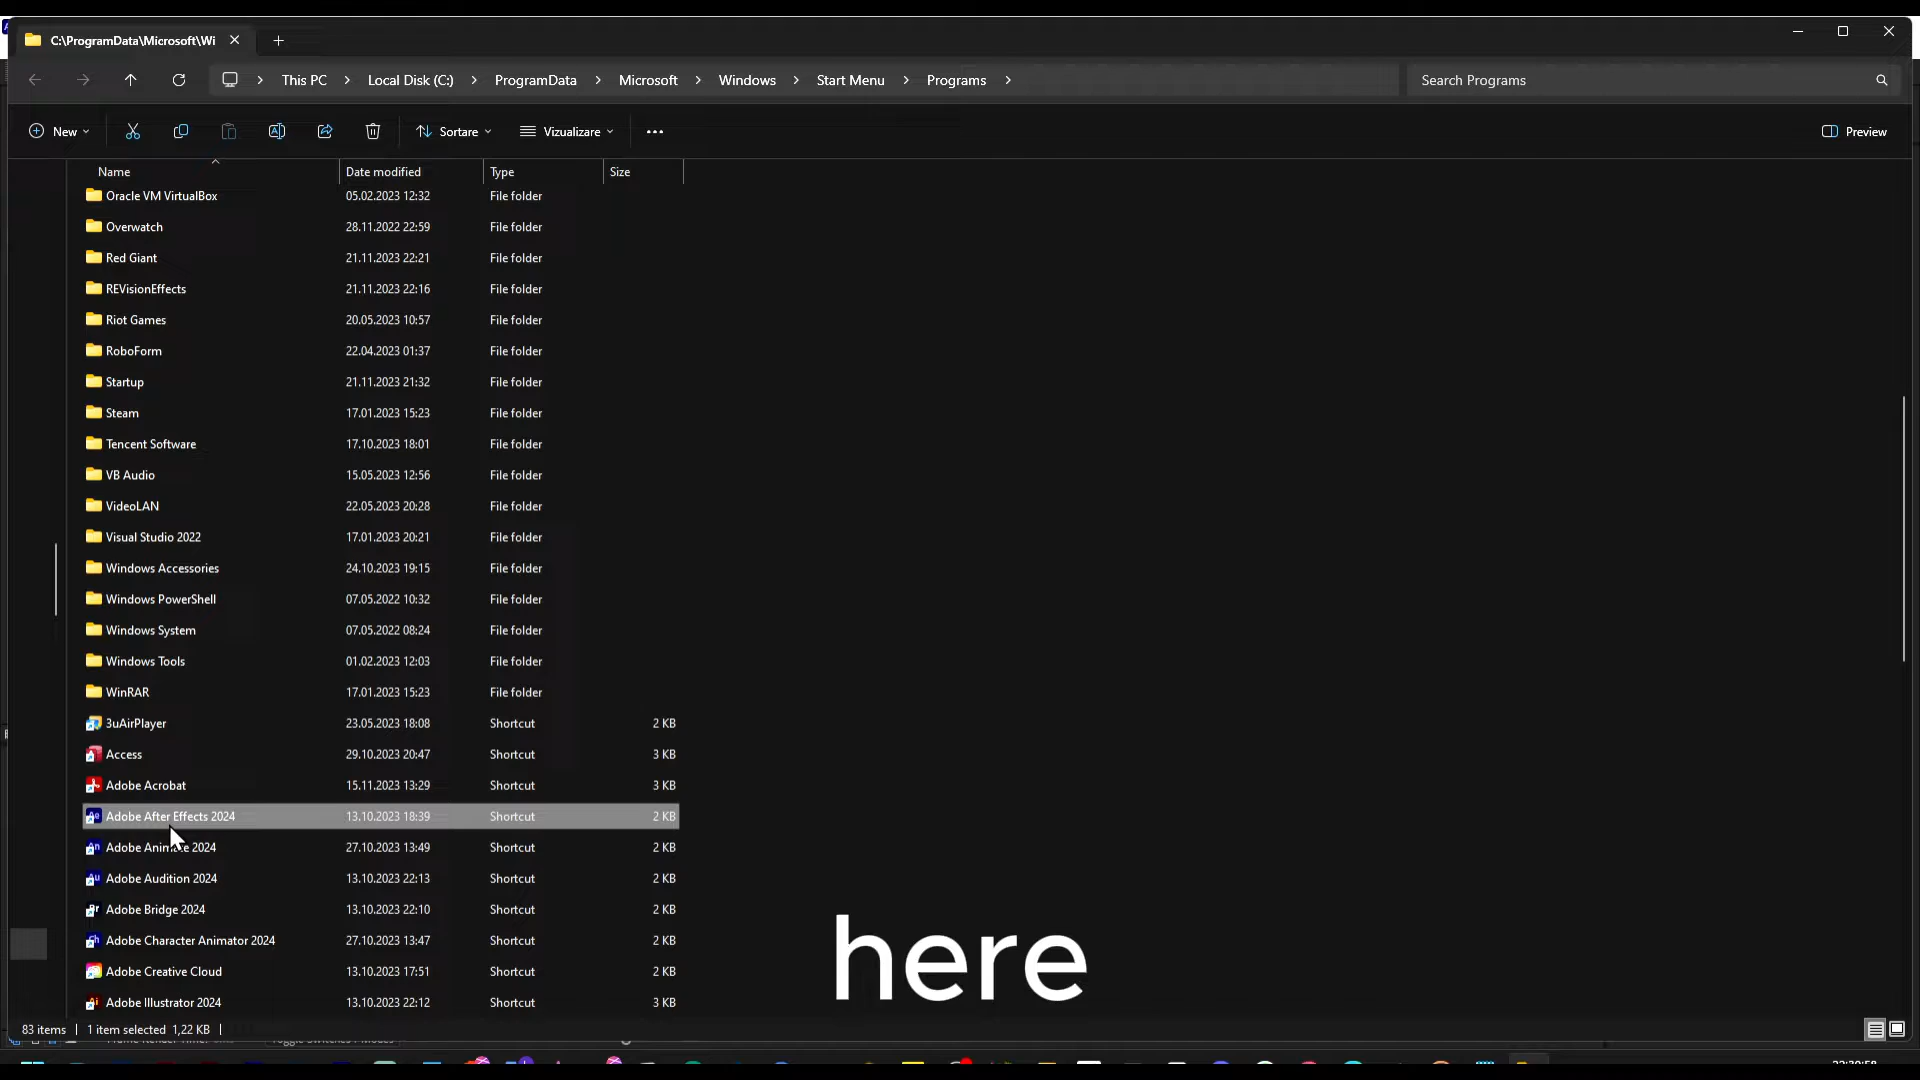 C:\ProgramData\Microsoft\Wi
This PC Local Disk (C:) ProgramData Microsoft Windows Start Menu Programs
Search Programs
New
Sortare
Vizualizare
Preview
Name Date modified Type Size
Oracle VM VirtualBox 05.02.2023 12:32 File folder
Overwatch 28.11.2022 22:59 File folder
Red Giant 21.11.2023 22:21 File folder
REVisionEffects 21.11.2023 22:16 File folder
Riot Games 20.05.2023 10:57 File folder
RoboForm 22.04.2023 01:37 File folder
Startup 21.11.2023 21:32 File folder
Steam 17.01.2023 15:23 File folder
Tencent Software 17.10.2023 18:01 File folder
VB Audio 15.05.2023 12:56 File folder
VideoLAN 22.05.2023 20:28 File folder
Visual Studio 2022 17.01.2023 20:21 File folder
Windows Accessories 24.10.2023 19:15 File folder
Windows PowerShell 07.05.2022 10:32 File folder
Windows System 07.05.2022 08:24 File folder
Windows Tools 01.02.2023 12:03 File folder
WinRAR 17.01.2023 15:23 File folder
3uAirPlayer 23.05.2023 18:08 Shortcut 2 KB
Access 29.10.2023 20:47 Shortcut 3 KB
Adobe Acrobat 15.11.2023 13:29 Shortcut 3 KB
Adobe After Effects 2024 13.10.2023 18:39 Shortcut 2 KB
Adobe Animate 2024 27.10.2023 13:49 Shortcut 2 KB
Adobe Audition 2024 13.10.2023 22:13 Shortcut 2 KB
Adobe Bridge 2024 13.10.2023 22:10 Shortcut 2 KB
Adobe Character Animator 2024 27.10.2023 13:47 Shortcut 2 KB
Adobe Creative Cloud 13.10.2023 17:51 Shortcut 2 KB
Adobe Illustrator 2024 13.10.2023 22:12 Shortcut 3 KB
here
83 items 1 item selected 1,22 KB